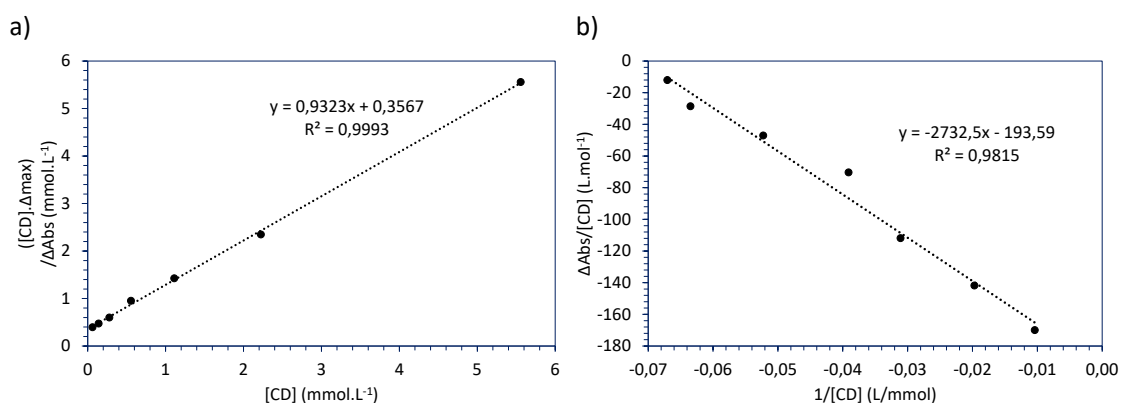 a)
([CD].Δmax)
/ΔAbs (mmol.L⁻¹)
6
5
4
3
2
1
0
y = 0,9323x + 0,3567
R² = 0,9993
0 1 2 3 4 5 6
[CD] (mmol.L⁻¹)
b)
ΔAbs/[CD] (L.mol⁻¹)
0
-20
-40
-60
-80
-100
-120
-140
-160
-180
y = -2732,5x - 193,59
R² = 0,9815
-0,07 -0,06 -0,05 -0,04 -0,03 -0,02 -0,01 0,00
1/[CD] (L/mmol)